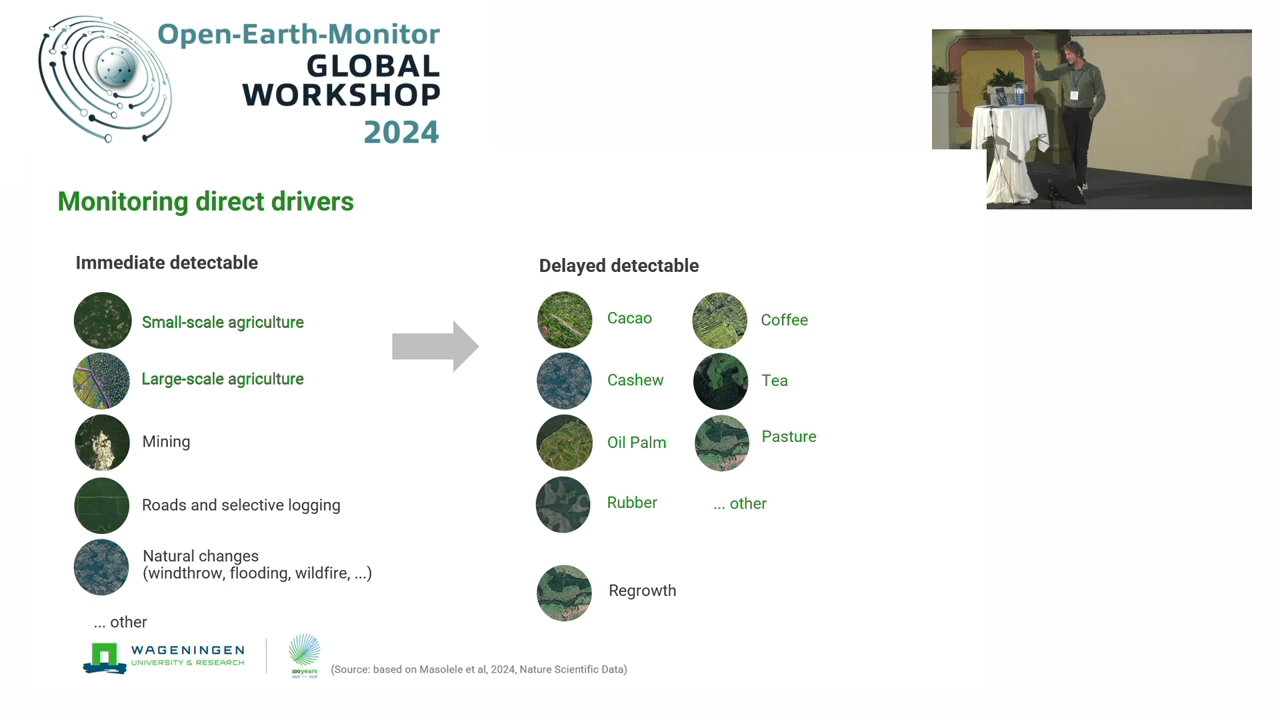 Open-Earth-Monitor
GLOBAL
WORKSHOP
2024
Monitoring direct drivers
Immediate detectable
Small-scale agriculture
Large-scale agriculture
Mining
Roads and selective logging
Natural changes
(windthrow, flooding, wildfire, ...)
... other
Delayed detectable
Cacao
Coffee
Cashew
Tea
Oil Palm
Pasture
Rubber
... other
Regrowth
WAGENINGEN
UNIVERSITY & RESEARCH
100years
(Source: based on Masolele et al, 2024, Nature Scientific Data)